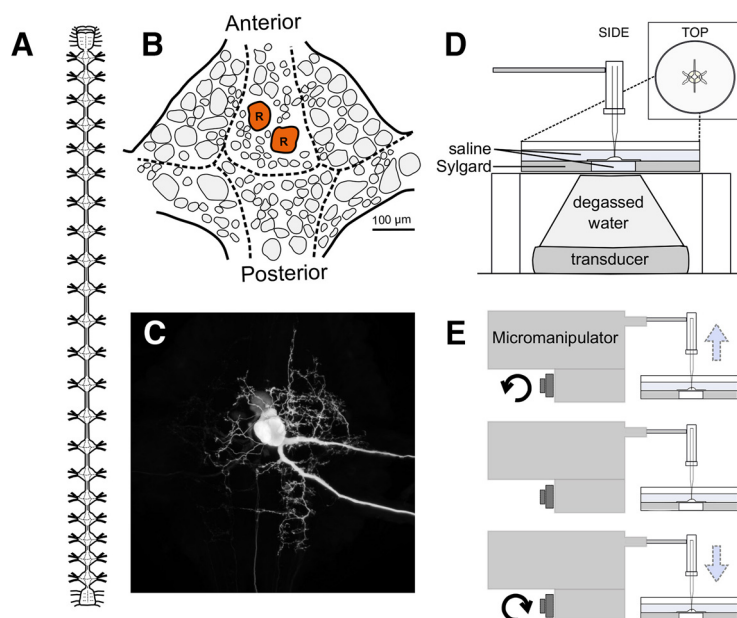 A
B
Anterior
R
R
100 µm
Posterior
C
D
SIDE
TOP
saline
Sylgard
degassed
water
transducer
E
Micromanipulator